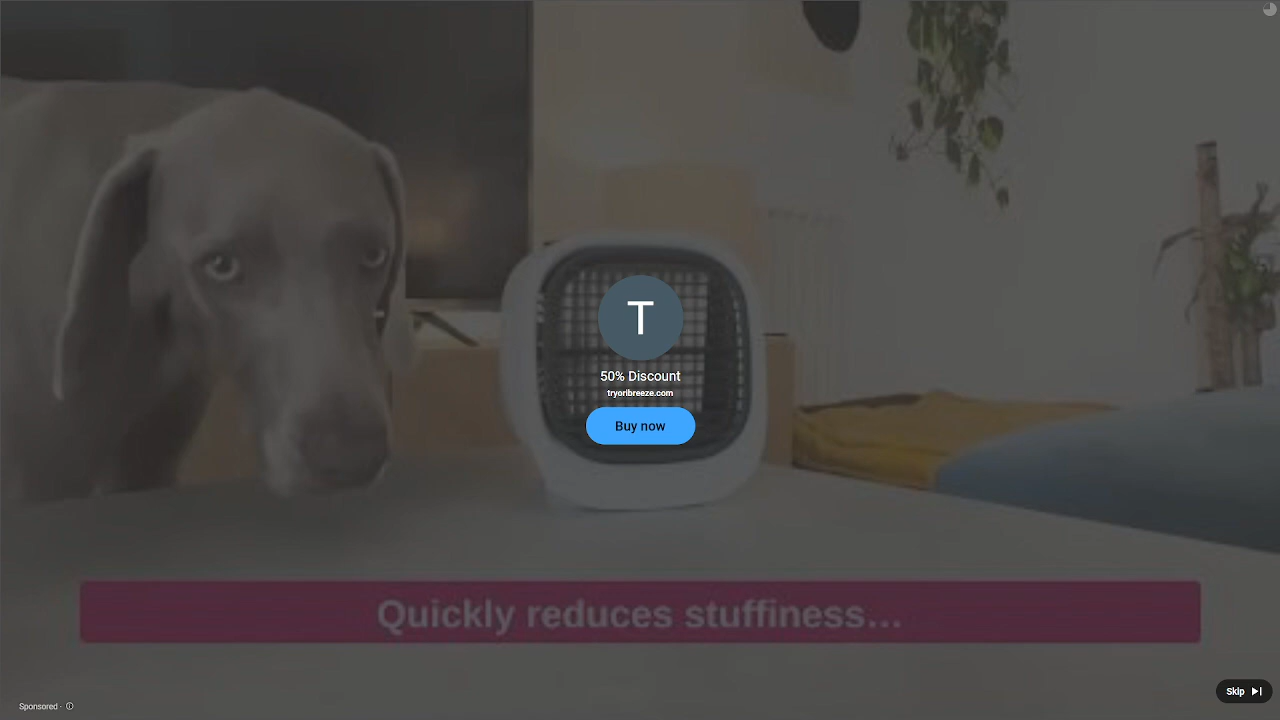 T
50% Discount
tryoribreeze.com
Buy now
Quickly reduces stuffiness...
Skip
Sponsored ·